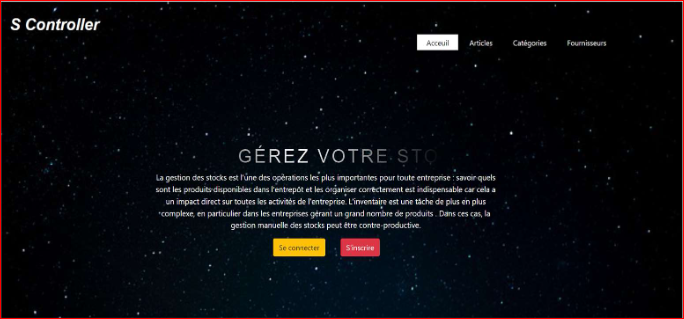 S Controller
Acceuil Articles Catégories Fournisseurs
GÉREZ VOTRE STO
La gestion des stocks est l'une des opérations les plus importantes pour toute entreprise : savoir quels
sont les produits disponibles dans l'entrepôt et les organiser correctement est indispensable car cela a
un impact direct sur toutes les activités de l'entreprise. L'inventaire est une tâche de plus en plus
complexe, en particulier dans les entreprises gérant un grand nombre de produits . Dans ces cas, la
gestion manuelle des stocks peut être contre-productive.
Se connecter S'inscrire